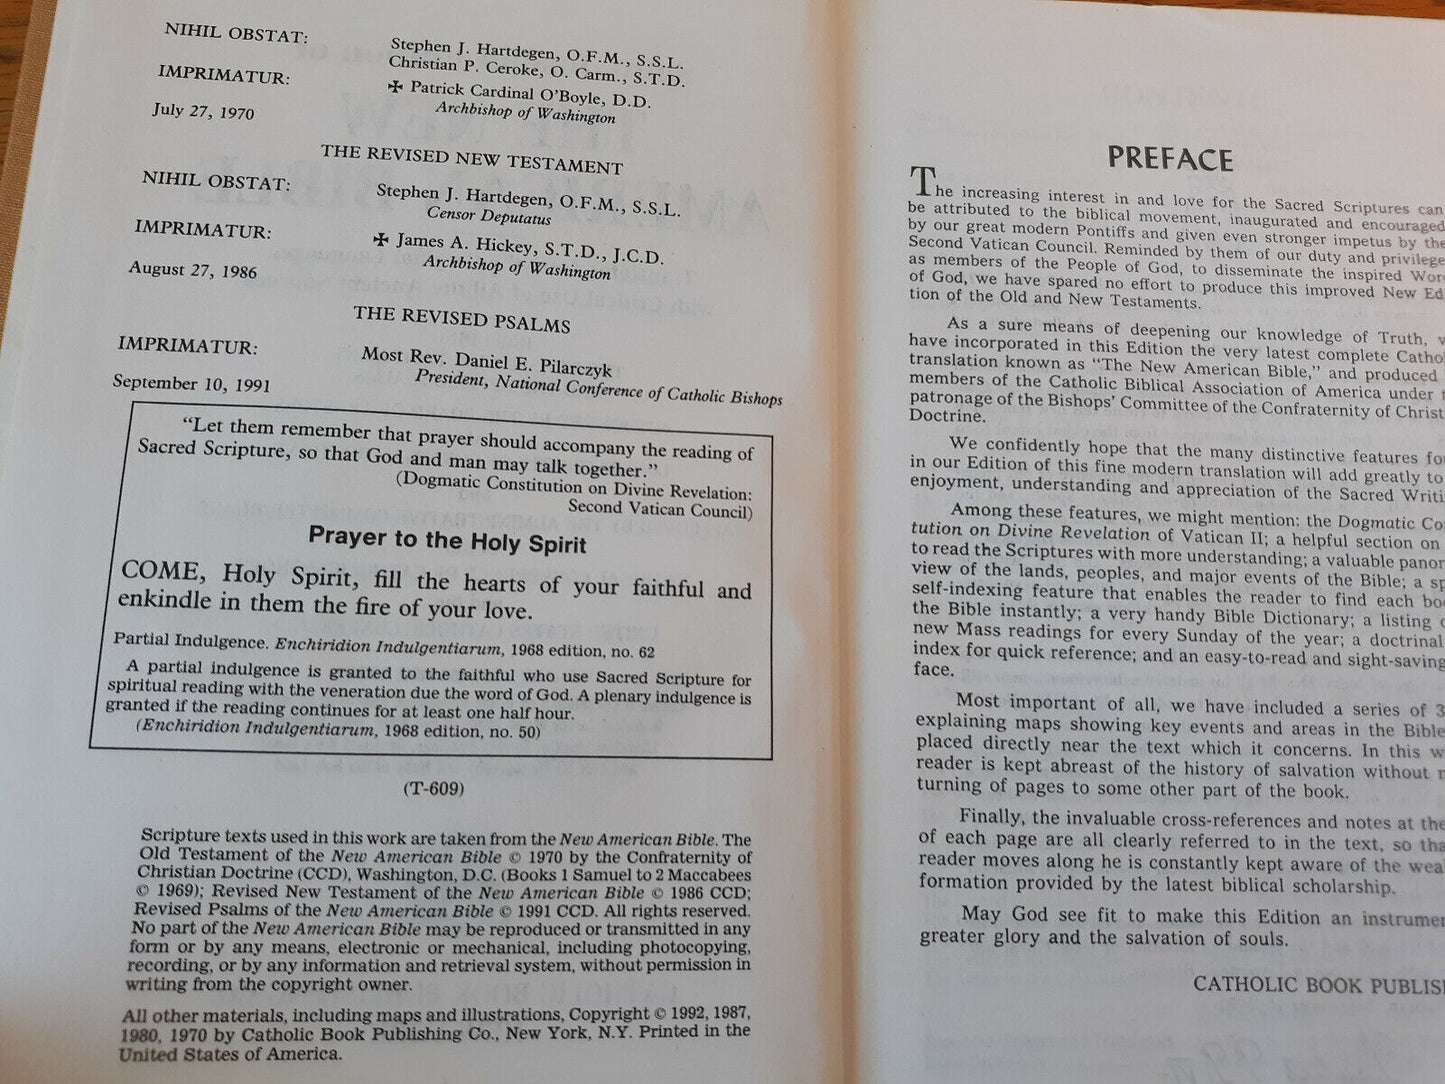 NIHIL OBSTAT: Stephen J. Hartdegen, O.F.M., S.S.L.
Christian P. Ceroke, O. Carm., S.T.D.
IMPRIMATUR: ✠ Patrick Cardinal O'Boyle, D.D.
Archbishop of Washington
July 27, 1970
THE REVISED NEW TESTAMENT
NIHIL OBSTAT: Stephen J. Hartdegen, O.F.M., S.S.L.
Censor Deputatus
IMPRIMATUR: ✠ James A. Hickey, S.T.D., J.C.D.
Archbishop of Washington
August 27, 1986
THE REVISED PSALMS
IMPRIMATUR: Most Rev. Daniel E. Pilarczyk
President, National Conference of Catholic Bishops
September 10, 1991
"Let them remember that prayer should accompany the reading of
Sacred Scripture, so that God and man may talk together."
(Dogmatic Constitution on Divine Revelation:
Second Vatican Council)
Prayer to the Holy Spirit
COME, Holy Spirit, fill the hearts of your faithful and
enkindle in them the fire of your love.
Partial Indulgence. Enchiridion Indulgentiarum, 1968 edition, no. 62
A partial indulgence is granted to the faithful who use Sacred Scripture for
spiritual reading with the veneration due the word of God. A plenary indulgence is
granted if the reading continues for at least one half hour.
(Enchiridion Indulgentiarum, 1968 edition, no. 50)
(T-609)
Scripture texts used in this work are taken from the New American Bible. The
Old Testament of the New American Bible © 1970 by the Confraternity of
Christian Doctrine (CCD), Washington, D.C. (Books 1 Samuel to 2 Maccabees
© 1969); Revised New Testament of the New American Bible © 1986 CCD;
Revised Psalms of the New American Bible © 1991 CCD. All rights reserved.
No part of the New American Bible may be reproduced or transmitted in any
form or by any means, electronic or mechanical, including photocopying,
recording, or by any information and retrieval system, without permission in
writing from the copyright owner.
All other materials, including maps and illustrations, Copyright © 1992, 1987,
1980, 1970 by Catholic Book Publishing Co., New York, N.Y. Printed in the
United States of America.
PREFACE
The increasing interest in and love for the Sacred Scriptures can
be attributed to the biblical movement, inaugurated and encouraged
by our great modern Pontiffs and given even stronger impetus by the
Second Vatican Council. Reminded by them of our duty and privilege
as members of the People of God, to disseminate the inspired Word
of God, we have spared no effort to produce this improved New Edi
tion of the Old and New Testaments.
As a sure means of deepening our knowledge of Truth, w
have incorporated in this Edition the very latest complete Catho
translation known as "The New American Bible," and produced
members of the Catholic Biblical Association of America under t
patronage of the Bishops' Committee of the Confraternity of Christ
Doctrine.
We confidently hope that the many distinctive features fo
in our Edition of this fine modern translation will add greatly to
enjoyment, understanding and appreciation of the Sacred Writi
Among these features, we might mention: the Dogmatic Co
tution on Divine Revelation of Vatican II; a helpful section on
to read the Scriptures with more understanding; a valuable panor
view of the lands, peoples, and major events of the Bible; a sp
self-indexing feature that enables the reader to find each bo
the Bible instantly; a very handy Bible Dictionary; a listing o
new Mass readings for every Sunday of the year; a doctrinal
index for quick reference; and an easy-to-read and sight-saving
face.
Most important of all, we have included a series of 3
explaining maps showing key events and areas in the Bible
placed directly near the text which it concerns. In this w
reader is kept abreast of the history of salvation without
turning of pages to some other part of the book.
Finally, the invaluable cross-references and notes at the
of each page are all clearly referred to in the text, so tha
reader moves along he is constantly kept aware of the wea
formation provided by the latest biblical scholarship.
May God see fit to make this Edition an instrumen
greater glory and the salvation of souls.
CATHOLIC BOOK PUBLIS